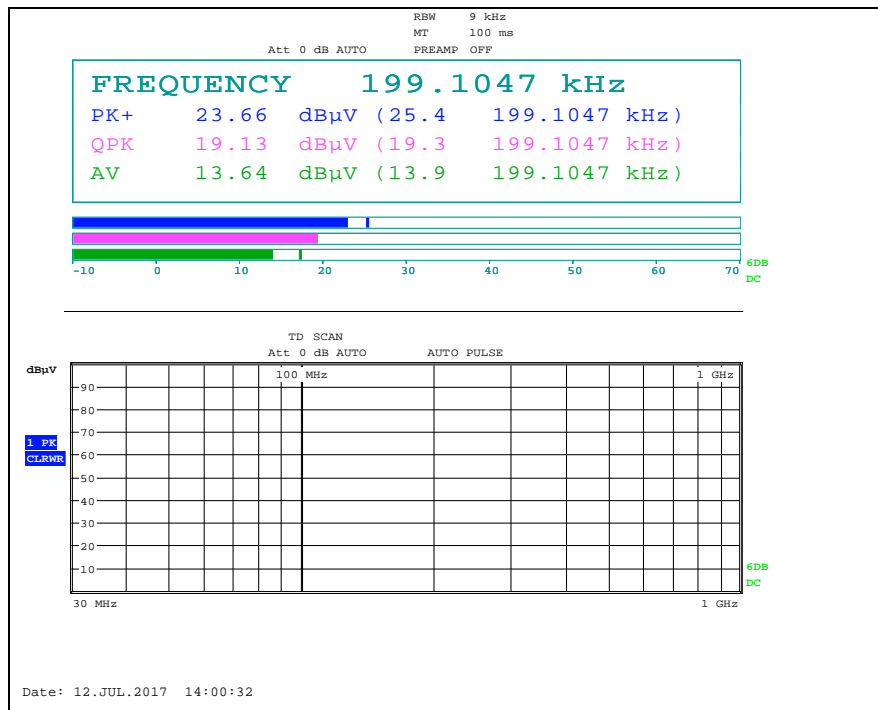 RBW 9 kHz
MT 100 ms
Att 0 dB AUTO PREAMP OFF
FREQUENCY 199.1047 kHz
PK+ 23.66 dBµV (25.4 199.1047 kHz)
QPK 19.13 dBµV (19.3 199.1047 kHz)
AV 13.64 dBµV (13.9 199.1047 kHz)
-10 0 10 20 30 40 50 60 70
6DB
DC
TD SCAN
Att 0 dB AUTO AUTO PULSE
dBµV
100 MHz 1 GHz
90
80
70
1 PK
CLRWR
60
50
40
30
20
10
6DB
DC
30 MHz 1 GHz
Date: 12.JUL.2017 14:00:32